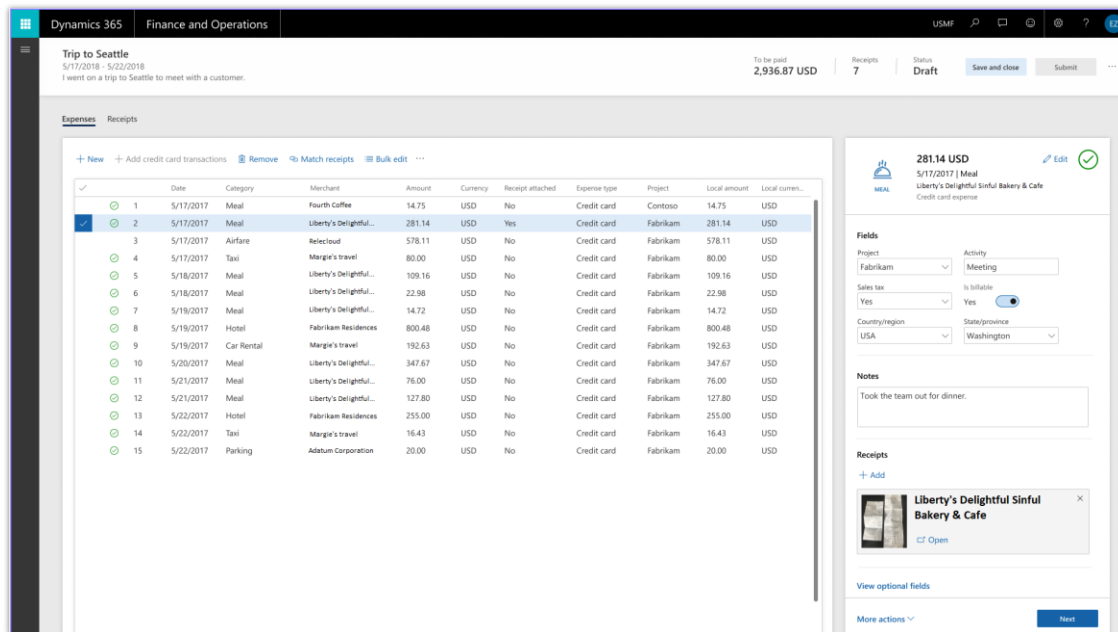 Dynamics 365 Finance and Operations USMF ?
Trip to Seattle
5/17/2018 - 5/22/2018
I went on a trip to Seattle to meet with a customer.
To be paid Receipts Status
2,936.87 USD 7 Draft Save and close Submit ...
Expenses Receipts
+ New + Add credit card transactions Remove Match receipts Bulk edit ...
Date Category Merchant Amount Currency Receipt attached Expense type Project Local amount Local curren...
1 5/17/2017 Meal Fourth Coffee 14.75 USD No Credit card Contoso 14.75 USD
2 5/17/2017 Meal Liberty's Delightful... 281.14 USD Yes Credit card Fabrikam 281.14 USD
3 5/17/2017 Airfare Relecloud 578.11 USD No Credit card Fabrikam 578.11 USD
4 5/17/2017 Taxi Margie's travel 80.00 USD No Credit card Fabrikam 80.00 USD
5 5/18/2017 Meal Liberty's Delightful... 109.16 USD No Credit card Fabrikam 109.16 USD
6 5/18/2017 Meal Liberty's Delightful... 22.98 USD No Credit card Fabrikam 22.98 USD
7 5/19/2017 Meal Liberty's Delightful... 14.72 USD No Credit card Fabrikam 14.72 USD
8 5/19/2017 Hotel Fabrikam Residences 800.48 USD No Credit card Fabrikam 800.48 USD
9 5/19/2017 Car Rental Margie's travel 192.63 USD No Credit card Fabrikam 192.63 USD
10 5/20/2017 Meal Liberty's Delightful... 347.67 USD No Credit card Fabrikam 347.67 USD
11 5/21/2017 Meal Liberty's Delightful... 76.00 USD No Credit card Fabrikam 76.00 USD
12 5/21/2017 Meal Liberty's Delightful... 127.80 USD No Credit card Fabrikam 127.80 USD
13 5/22/2017 Hotel Fabrikam Residences 255.00 USD No Credit card Fabrikam 255.00 USD
14 5/22/2017 Taxi Margie's travel 16.43 USD No Credit card Fabrikam 16.43 USD
15 5/22/2017 Parking Adatum Corporation 20.00 USD No Credit card Fabrikam 20.00 USD
MEAL
281.14 USD Edit
5/17/2017 | Meal
Liberty's Delightful Sinful Bakery & Cafe
Credit card expense
Fields
Project Activity
Fabrikam Meeting
Sales tax Is billable
Yes Yes
Country/region State/province
USA Washington
Notes
Took the team out for dinner.
Receipts
+ Add
Liberty's Delightful Sinful
Bakery & Cafe
Open
View optional fields
More actions Next